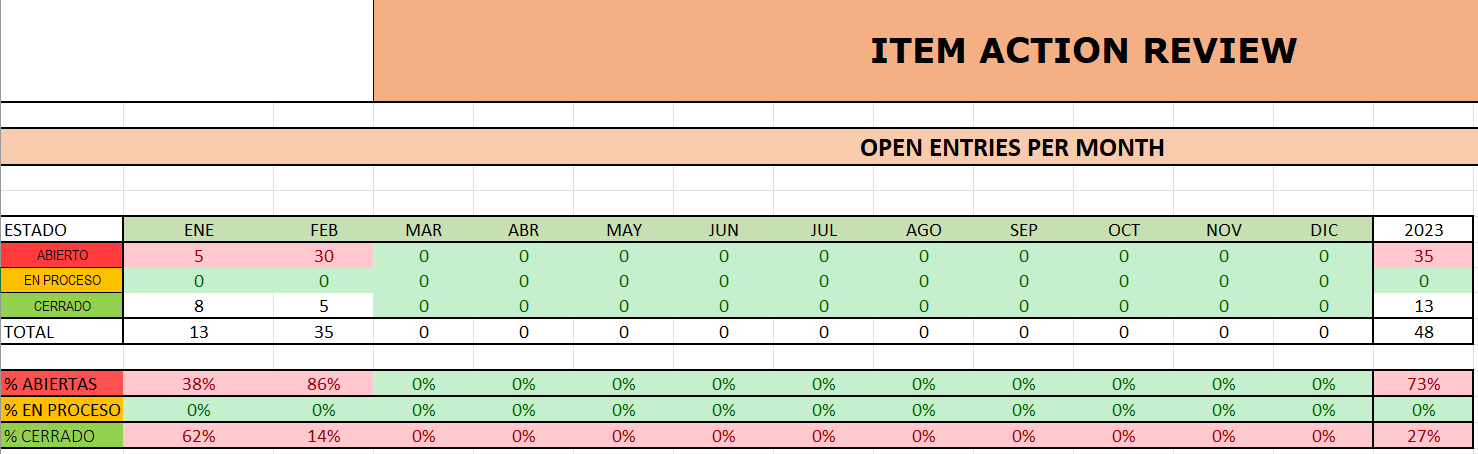 ITEM ACTION REVIEW
OPEN ENTRIES PER MONTH
ESTADO ENE FEB MAR ABR MAY JUN JUL AGO SEP OCT NOV DIC 2023
ABIERTO 5 30 0 0 0 0 0 0 0 0 0 0 35
EN PROCESO 0 0 0 0 0 0 0 0 0 0 0 0 0
CERRADO 8 5 0 0 0 0 0 0 0 0 0 0 13
TOTAL 13 35 0 0 0 0 0 0 0 0 0 0 48
% ABIERTAS 38% 86% 0% 0% 0% 0% 0% 0% 0% 0% 0% 0% 73%
% EN PROCESO 0% 0% 0% 0% 0% 0% 0% 0% 0% 0% 0% 0% 0%
% CERRADO 62% 14% 0% 0% 0% 0% 0% 0% 0% 0% 0% 0% 27%